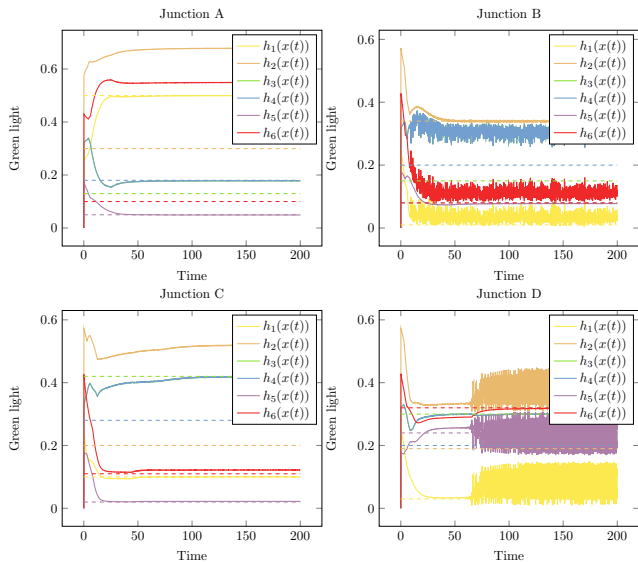 Junction A
Green light
0.6
0.4
0.2
0
0
50
100
150
200
Time
h₁(x(t))
h₂(x(t))
h₃(x(t))
h₄(x(t))
h₅(x(t))
h₆(x(t))
Junction B
Green light
0.6
0.4
0.2
0
0
50
100
150
200
Time
h₁(x(t))
h₂(x(t))
h₃(x(t))
h₄(x(t))
h₅(x(t))
h₆(x(t))
Junction C
Green light
0.6
0.4
0.2
0
0
50
100
150
200
Time
h₁(x(t))
h₂(x(t))
h₃(x(t))
h₄(x(t))
h₅(x(t))
h₆(x(t))
Junction D
Green light
0.6
0.4
0.2
0
0
50
100
150
200
Time
h₁(x(t))
h₂(x(t))
h₃(x(t))
h₄(x(t))
h₅(x(t))
h₆(x(t))